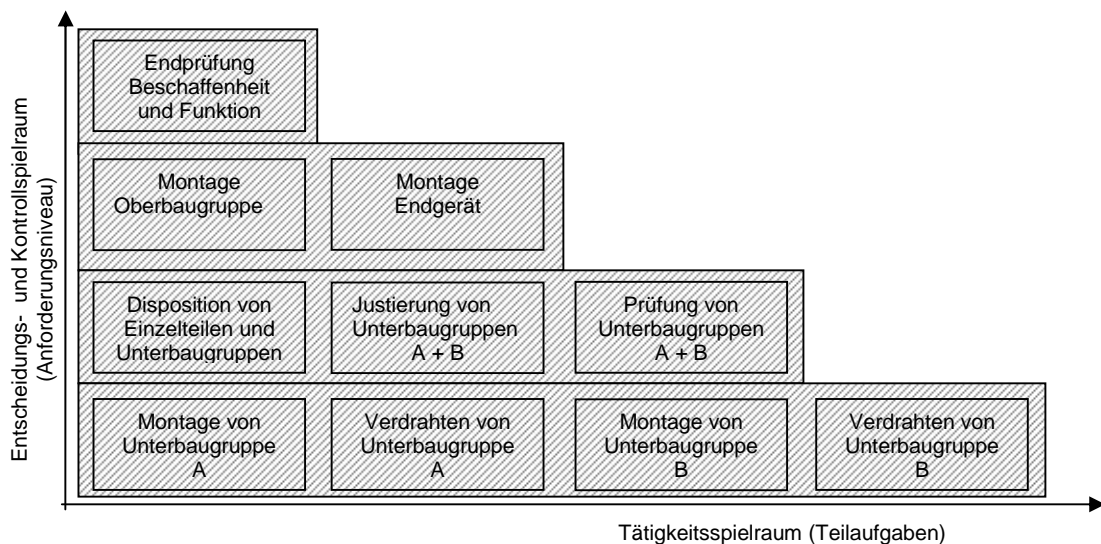 Entscheidungs- und Kontrollspielraum
(Anforderungsniveau)
Endprüfung
Beschaffenheit
und Funktion
Montage
Oberbaugruppe
Montage
Endgerät
Disposition von
Einzelteilen und
Unterbaugruppen
Justierung von
Unterbaugruppen
A + B
Prüfung von
Unterbaugruppen
A + B
Montage von
Unterbaugruppe
A
Verdrahten von
Unterbaugruppe
A
Montage von
Unterbaugruppe
B
Verdrahten von
Unterbaugruppe
B
Tätigkeitsspielraum (Teilaufgaben)